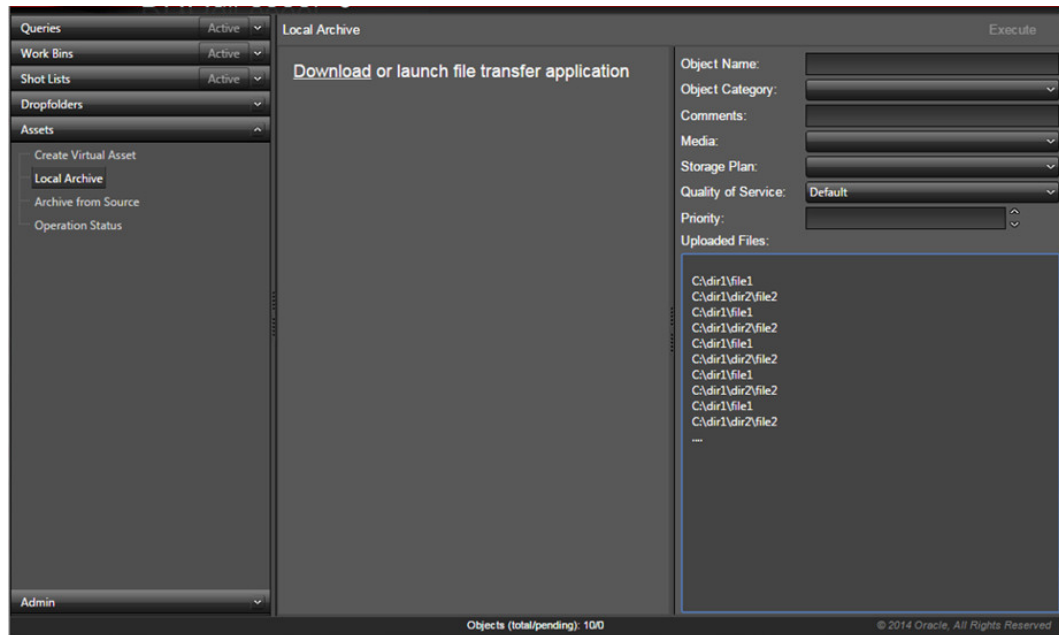 Queries Active
Work Bins Active
Shot Lists Active
Dropfolders
Assets
Create Virtual Asset
Local Archive
Archive from Source
Operation Status
Admin
Local Archive Execute
Download or launch file transfer application
Object Name:
Object Category:
Comments:
Media:
Storage Plan:
Quality of Service: Default
Priority:
Uploaded Files:
C:\dir1\file1
C:\dir1\dir2\file2
C:\dir1\file1
C:\dir1\dir2\file2
C:\dir1\file1
C:\dir1\dir2\file2
C:\dir1\file1
C:\dir1\dir2\file2
C:\dir1\file1
C:\dir1\dir2\file2
....
Objects (total/pending): 10/0
© 2014 Oracle, All Rights Reserved